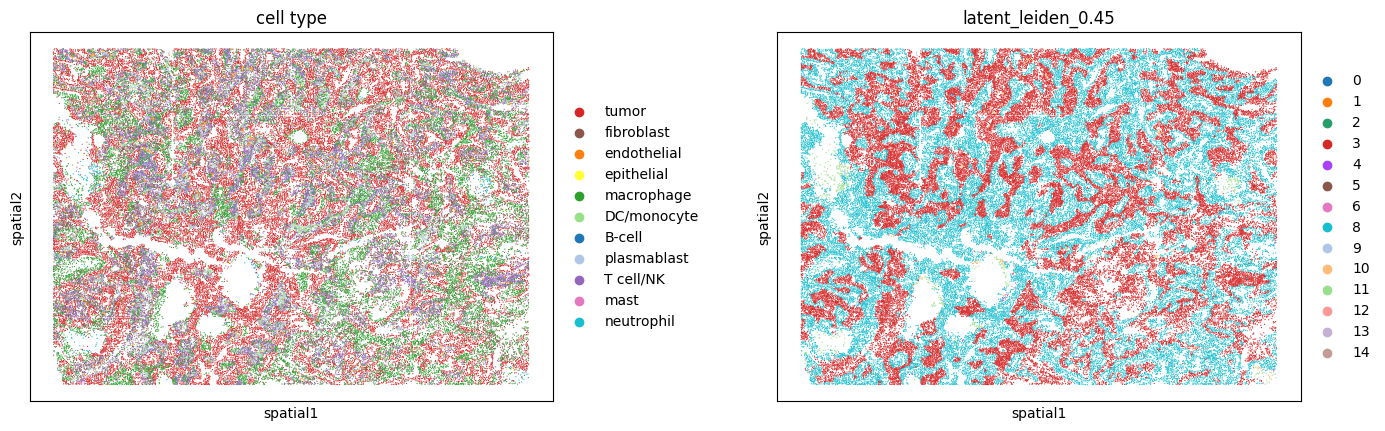 cell type
spatial2
spatial1
tumor
fibroblast
endothelial
epithelial
macrophage
DC/monocyte
B-cell
plasmablast
T cell/NK
mast
neutrophil
latent_leiden_0.45
spatial2
spatial1
0
1
2
3
4
5
6
8
9
10
11
12
13
14